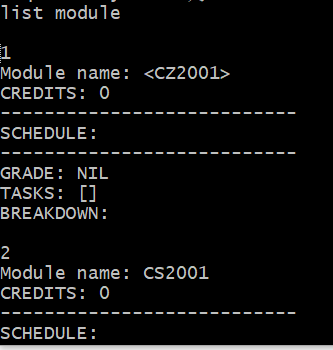 list module
1
Module name: <CZ2001>
CREDITS: 0
---------------------------
SCHEDULE:
---------------------------
GRADE: NIL
TASKS: []
BREAKDOWN:
2
Module name: CS2001
CREDITS: 0
---------------------------
SCHEDULE: